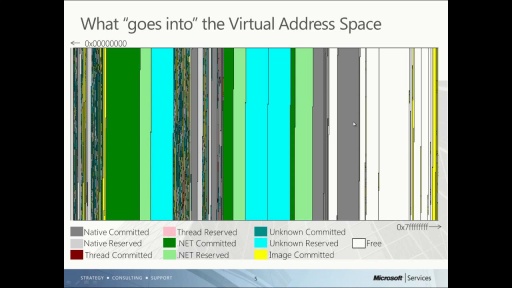 What “goes into” the Virtual Address Space
0x00000000
0x7fffffff
Native Committed
Thread Reserved
Unknown Committed
Native Reserved
.NET Committed
Unknown Reserved
Free
Thread Committed
.NET Reserved
Image Committed
STRATEGY • CONSULTING • SUPPORT
5
Microsoft | Services